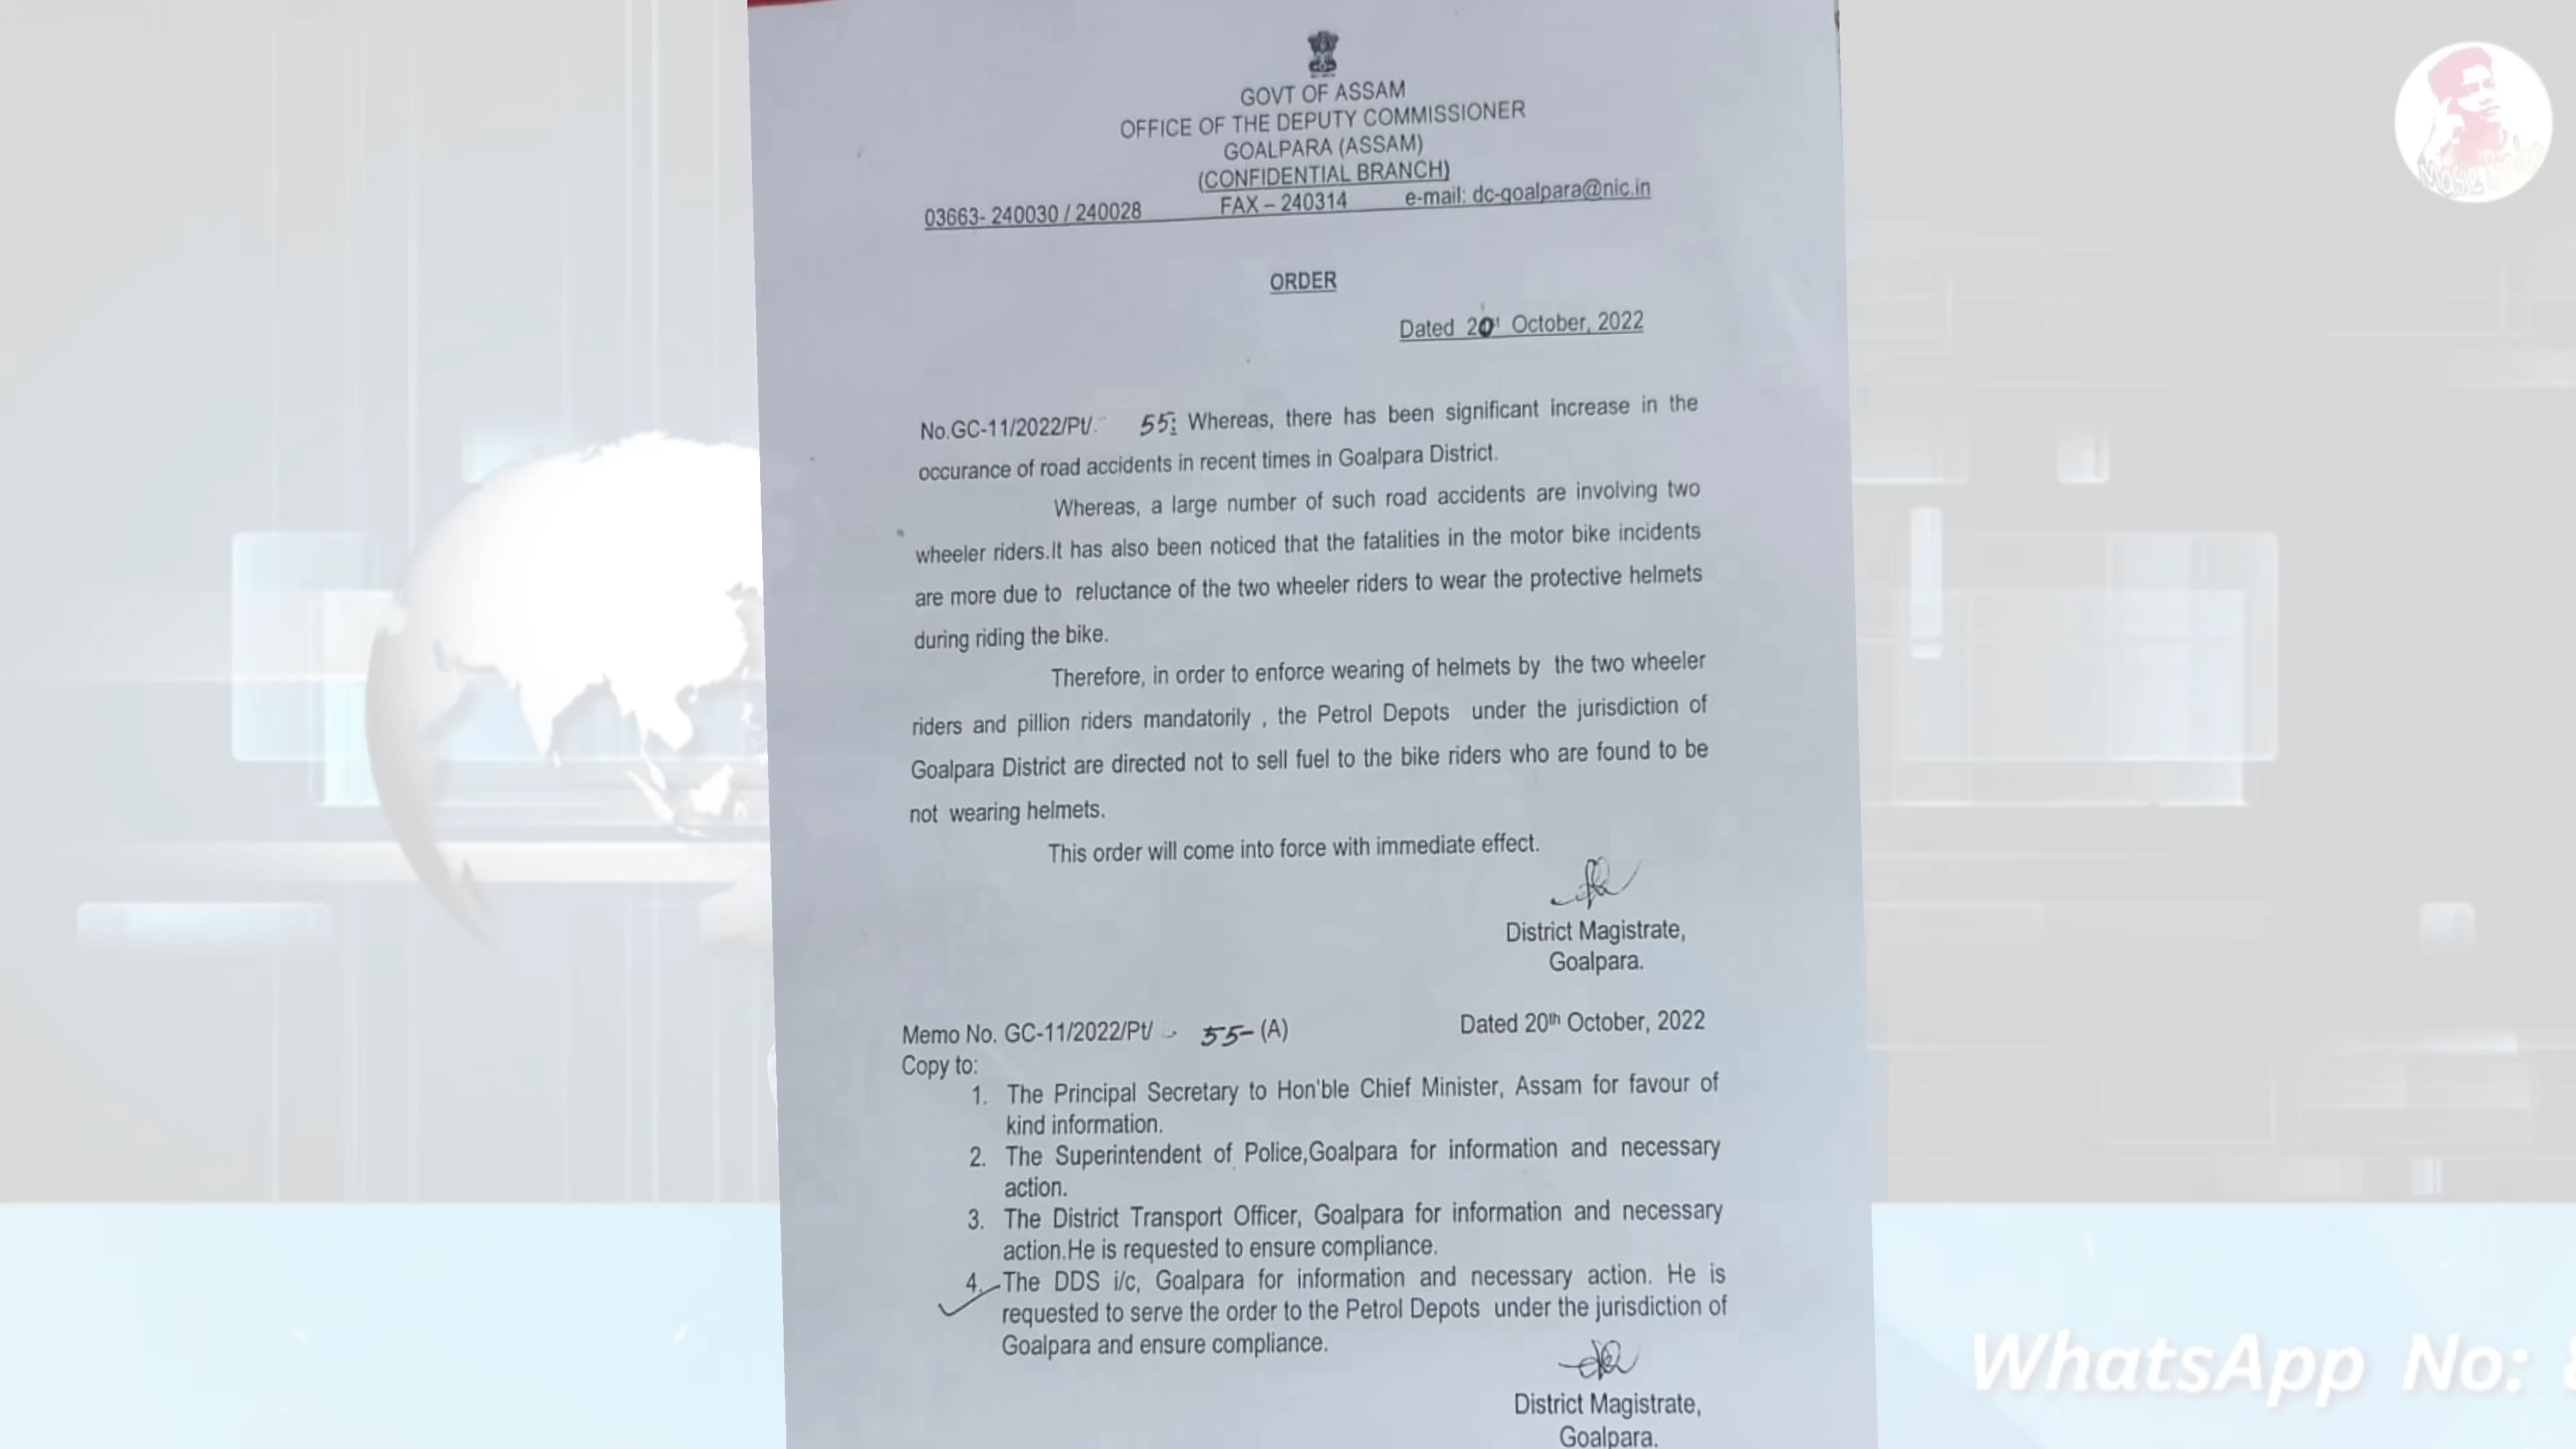 GOVT OF ASSAM
OFFICE OF THE DEPUTY COMMISSIONER
GOALPARA (ASSAM)
(CONFIDENTIAL BRANCH)
03663- 240030 / 240028 FAX – 240314 e-mail: dc-goalpara@nic.in
ORDER
Dated 20 October, 2022
No.GC-11/2022/Pt/. 55: Whereas, there has been significant increase in the
occurance of road accidents in recent times in Goalpara District.
Whereas, a large number of such road accidents are involving two
wheeler riders.It has also been noticed that the fatalities in the motor bike incidents
are more due to reluctance of the two wheeler riders to wear the protective helmets
during riding the bike.
Therefore, in order to enforce wearing of helmets by the two wheeler
riders and pillion riders mandatorily , the Petrol Depots under the jurisdiction of
Goalpara District are directed not to sell fuel to the bike riders who are found to be
not wearing helmets.
This order will come into force with immediate effect.
District Magistrate,
Goalpara.
Memo No. GC-11/2022/Pt/ 55-(A) Dated 20th October, 2022
Copy to:
1. The Principal Secretary to Hon'ble Chief Minister, Assam for favour of
kind information.
2. The Superintendent of Police,Goalpara for information and necessary
action.
3. The District Transport Officer, Goalpara for information and necessary
action.He is requested to ensure compliance.
4. The DDS i/c, Goalpara for information and necessary action. He is
requested to serve the order to the Petrol Depots under the jurisdiction of
Goalpara and ensure compliance.
District Magistrate,
Goalpara.
WhatsApp No: